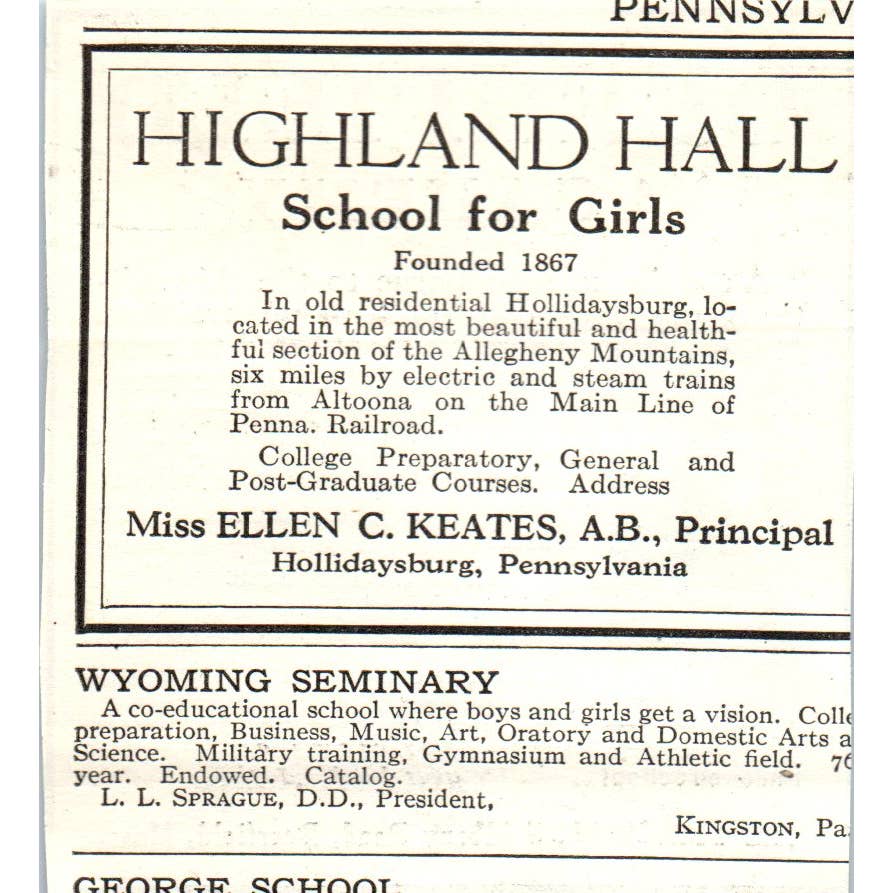 PENNSYLV
HIGHLAND HALL
School for Girls
Founded 1867
In old residential Hollidaysburg, lo-
cated in the most beautiful and health-
ful section of the Allegheny Mountains,
six miles by electric and steam trains
from Altoona on the Main Line of
Penna. Railroad.
College Preparatory, General and
Post-Graduate Courses. Address
Miss ELLEN C. KEATES, A.B., Principal
Hollidaysburg, Pennsylvania
WYOMING SEMINARY
A co-educational school where boys and girls get a vision. Colle
preparation, Business, Music, Art, Oratory and Domestic Arts a
Science. Military training, Gymnasium and Athletic field. 76
year. Endowed. Catalog.
L. L. SPRAGUE, D.D., President,
KINGSTON, Pa.
GEORGE SCHOOL